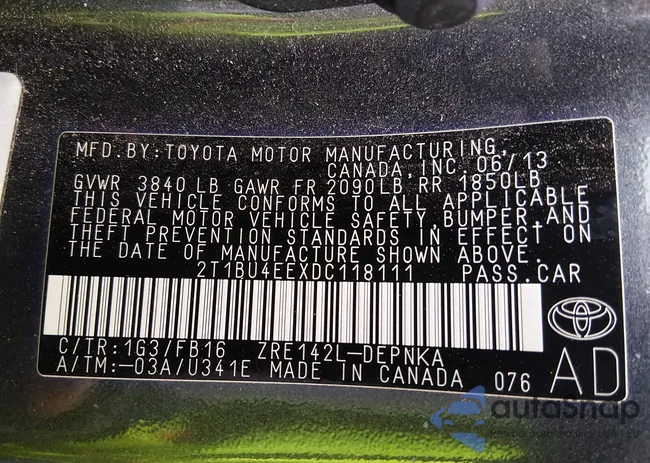 MFD.BY:TOYOTA MOTOR MANUFACTURING,
CANADA, INC. 06/13
GVWR 3840 LB GAWR FR 2090LB RR 1850LB
THIS VEHICLE CONFORMS TO ALL APPLICABLE
FEDERAL MOTOR VEHICLE SAFETY, BUMPER, AND
THEFT PREVENTION STANDARDS IN EFFECT ON
THE DATE OF MANUFACTURE SHOWN ABOVE.
2T1BU4EEXDC118111 PASS.CAR
C/TR:1G3/FB16 ZRE142L-DEPNKA
A/TM:-03A/U341E MADE IN CANADA 076 AD
autoSnap